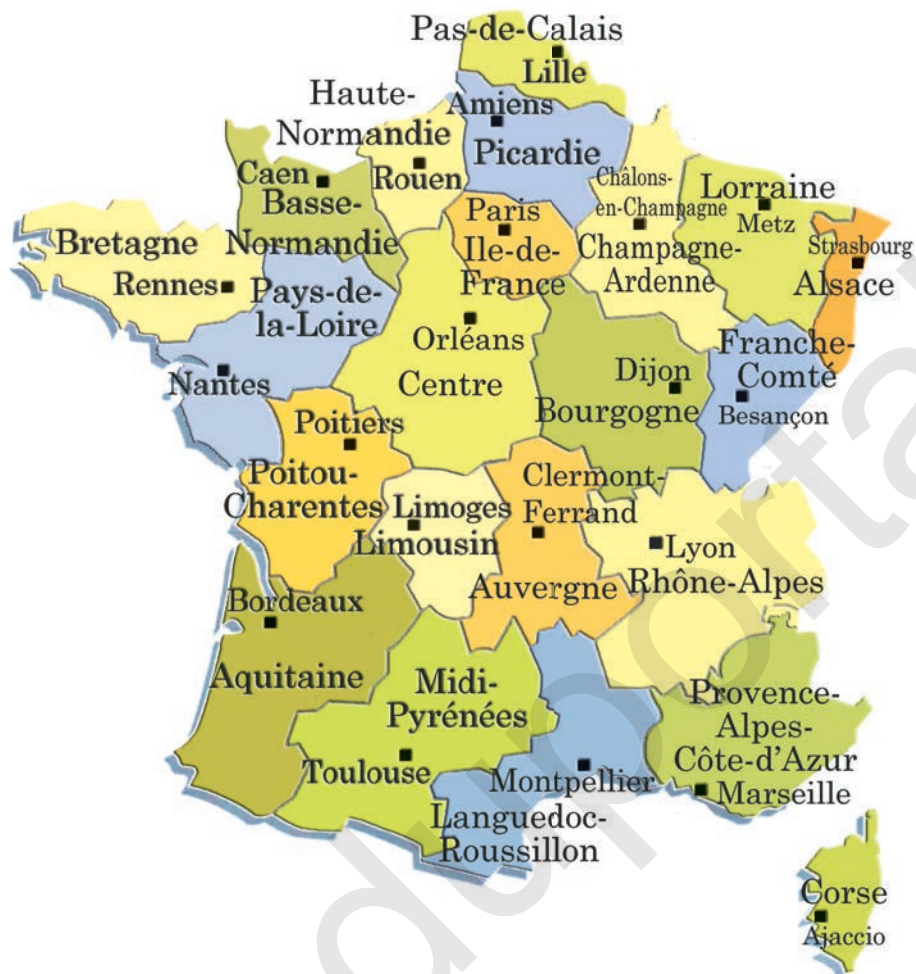 Pas-de-Calais
Lille
Haute-
Normandie
Rouen
Amiens
Picardie
Caen
Basse-
Normandie
Paris
Ile-de-
France
Châlons-
en-Champagne
Champagne-
Ardenne
Lorraine
Metz
Strasbourg
Alsace
Bretagne
Rennes
Pays-de-
la-Loire
Nantes
Orléans
Centre
Dijon
Bourgogne
Franche-
Comté
Besançon
Poitiers
Poitou-
Charentes
Limoges
Limousin
Clermont-
Ferrand
Auvergne
Lyon
Rhône-Alpes
Bordeaux
Aquitaine
Midi-
Pyrénées
Toulouse
Montpellier
Languedoc-
Roussillon
Provence-
Alpes-
Côte-d'Azur
Marseille
Corse
Ajaccio
duporta